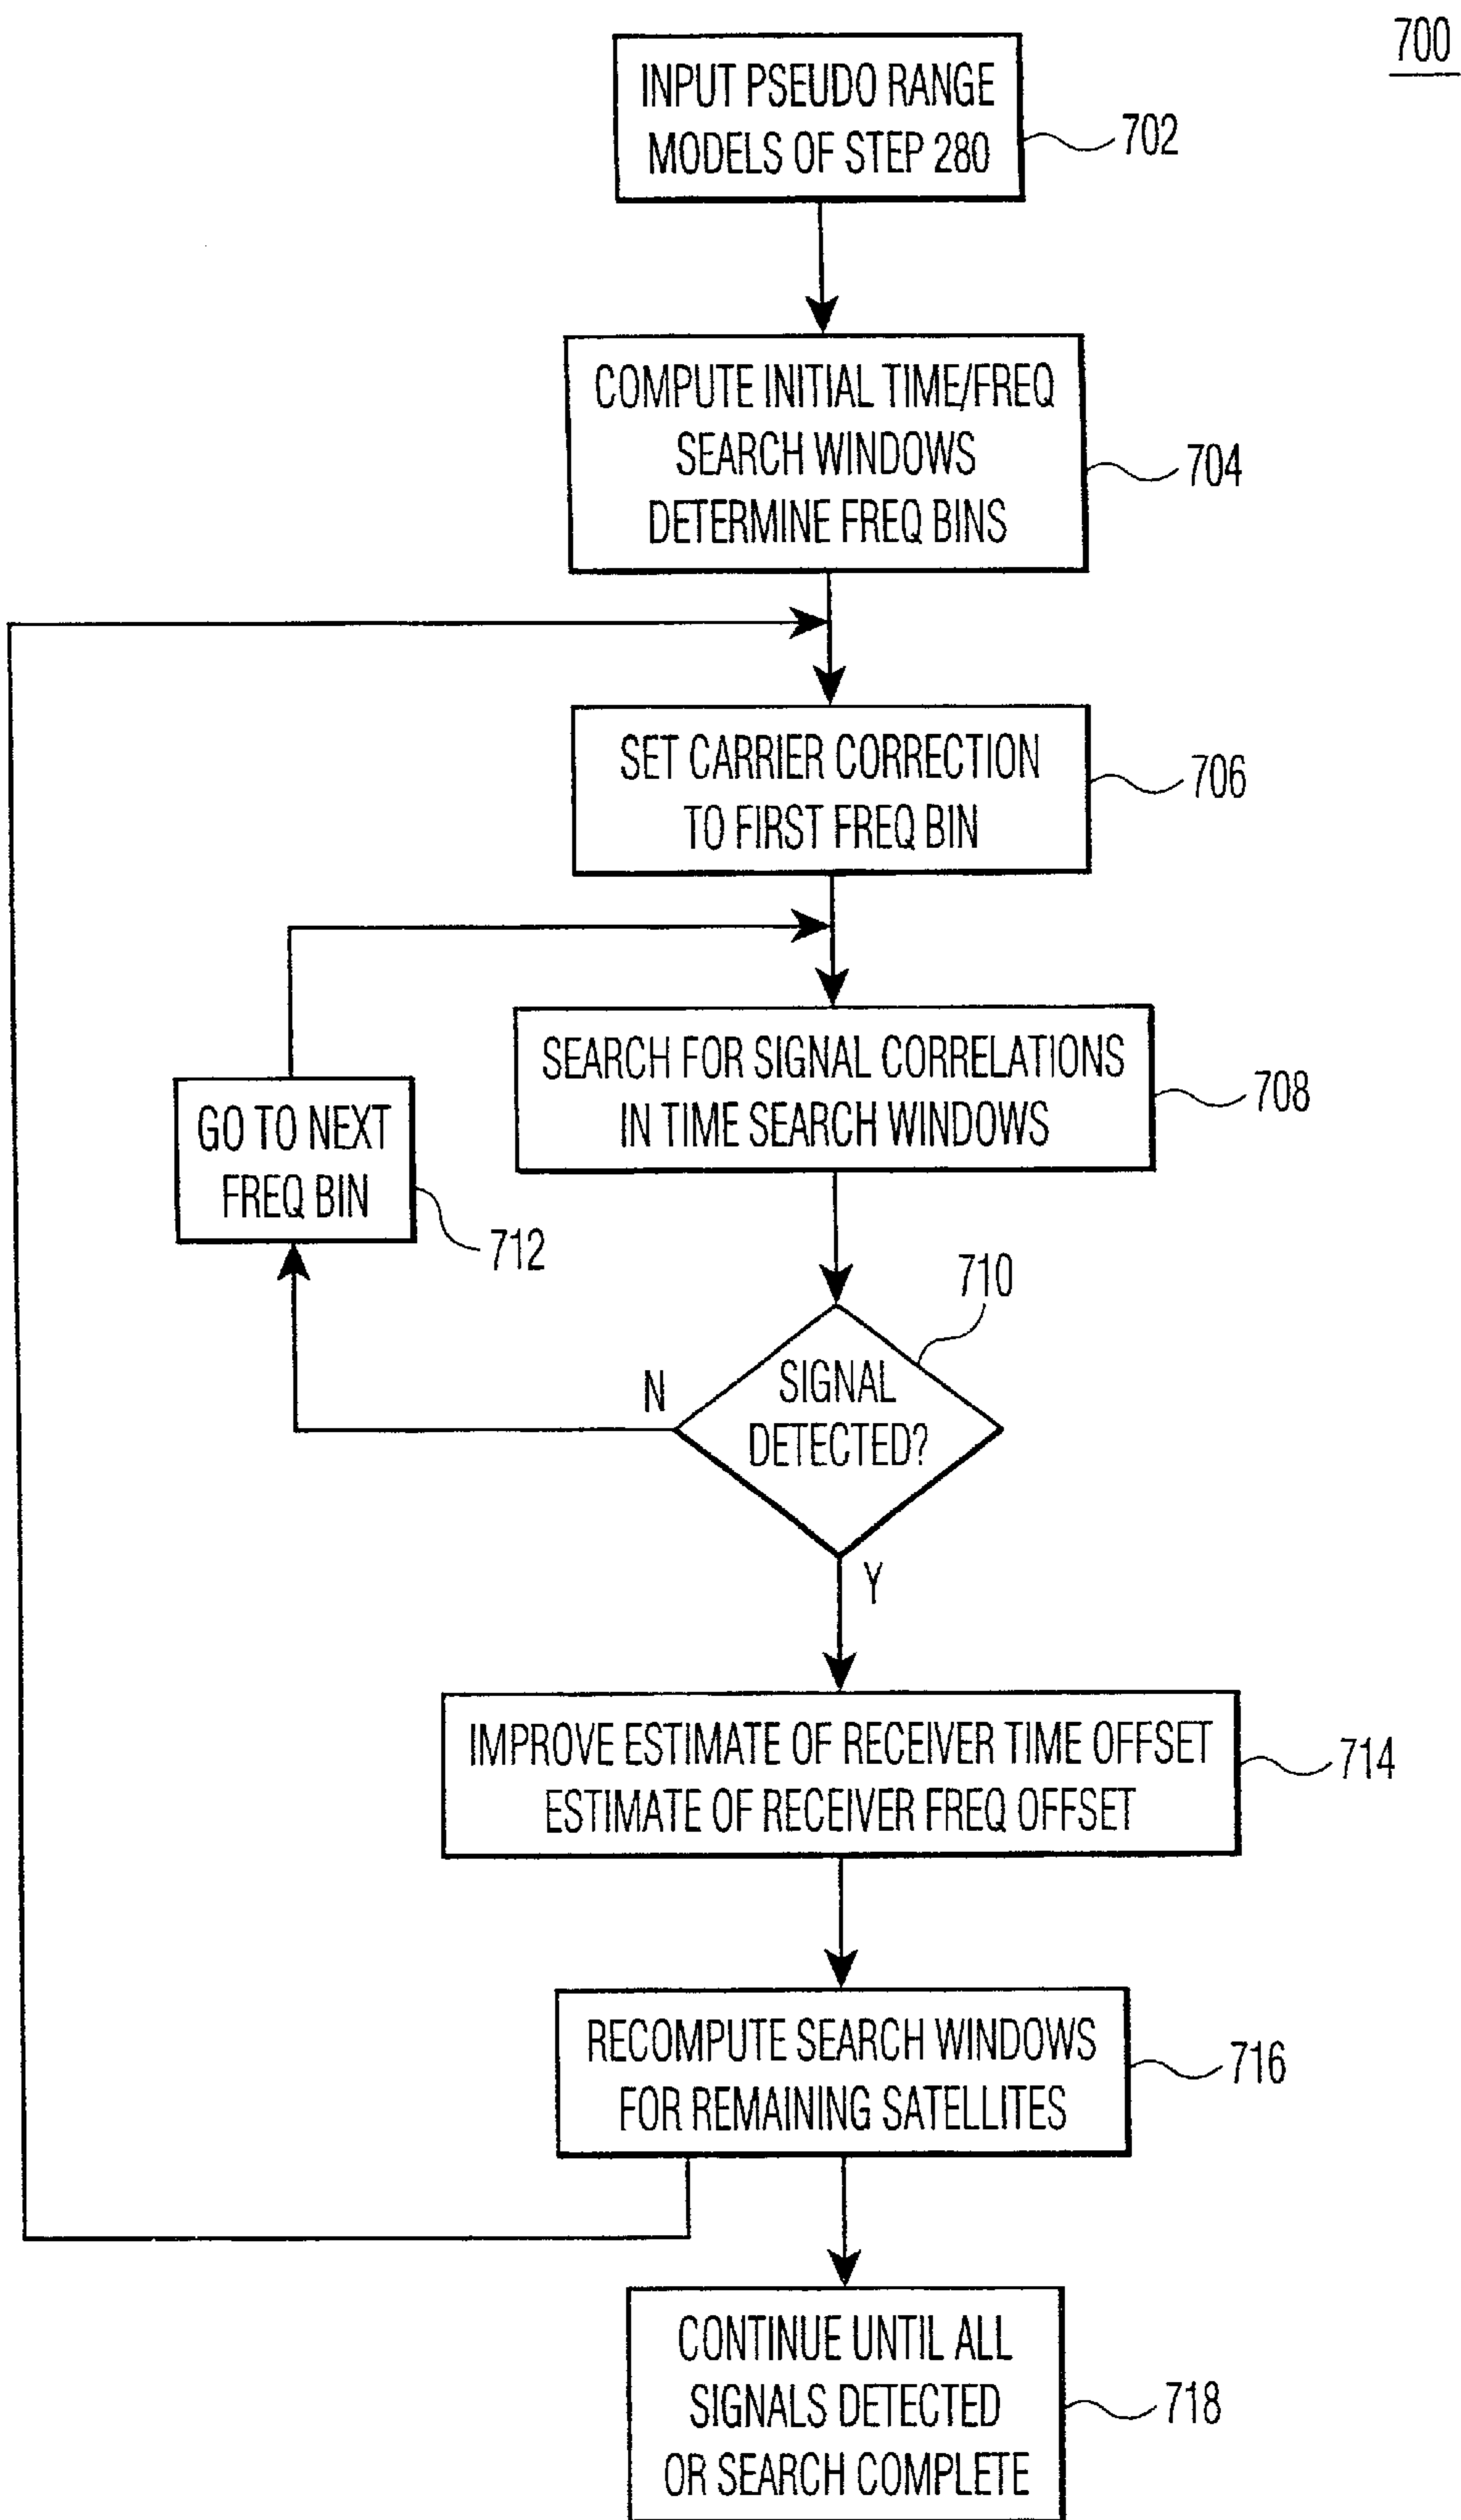 700
INPUT PSEUDO RANGE
MODELS OF STEP 280
702
COMPUTE INITIAL TIME/FREQ
SEARCH WINDOWS
DETERMINE FREQ BINS
704
SET CARRIER CORRECTION
TO FIRST FREQ BIN
706
SEARCH FOR SIGNAL CORRELATIONS
IN TIME SEARCH WINDOWS
708
GO TO NEXT
FREQ BIN
712
710
SIGNAL
DETECTED?
N
Y
IMPROVE ESTIMATE OF RECEIVER TIME OFFSET
ESTIMATE OF RECEIVER FREQ OFFSET
714
RECOMPUTE SEARCH WINDOWS
FOR REMAINING SATELLITES
716
CONTINUE UNTIL ALL
SIGNALS DETECTED
OR SEARCH COMPLETE
718